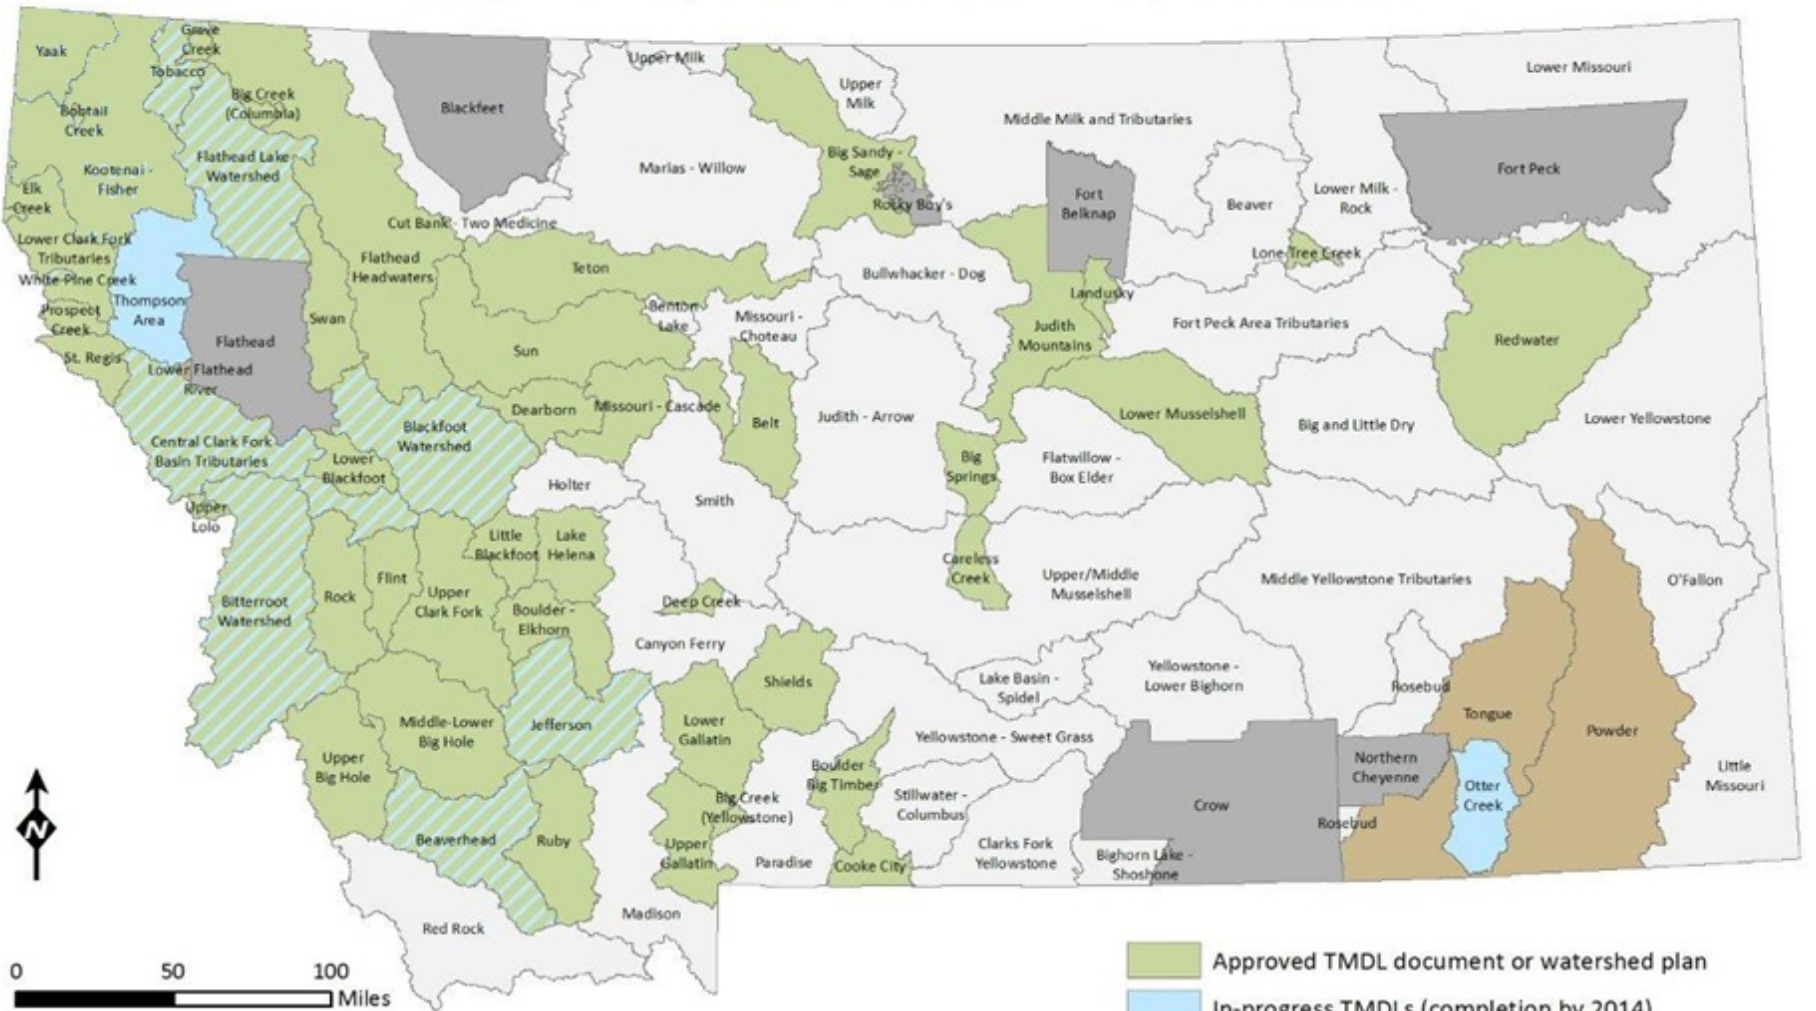 Yaak
Grave
Creek
Tobacco
Big Creek
(Columbia)
Bobtail
Creek
Kootenai -
Fisher
Flathead Lake
Watershed
Elk
Creek
Lower Clark Fork
Tributaries
White Pine Creek
Prospect
Creek
Thompson
Area
St. Regis
Flathead
Lower Flathead
River
Swan
Flathead
Headwaters
Blackfeet
Cut Bank - Two Medicine
Upper Milk
Marias - Willow
Upper
Milk
Big Sandy -
Sage
Rocky Boy's
Middle Milk and Tributaries
Fort
Belknap
Beaver
Lower Milk -
Rock
Lower Missouri
Fort Peck
Lone Tree Creek
Teton
Sun
Benton
Lake
Missouri -
Choteau
Bullwhacker - Dog
Landusky
Judith
Mountains
Fort Peck Area Tributaries
Redwater
Central Clark Fork
Basin Tributaries
Blackfoot
Watershed
Lower
Blackfoot
Dearborn
Missouri - Cascade
Belt
Judith - Arrow
Big
Springs
Flatwillow -
Box Elder
Lower Musselshell
Big and Little Dry
Lower Yellowstone
Upper
Lolo
Holter
Smith
Little
Blackfoot
Lake
Helena
Bitterroot
Watershed
Rock
Flint
Upper
Clark Fork
Boulder -
Elkhorn
Deep Creek
Canyon Ferry
Careless
Creek
Upper/Middle
Musselshell
Middle Yellowstone Tributaries
O'Fallon
Shields
Lake Basin -
Spidel
Yellowstone -
Lower Bighorn
Rosebud
Tongue
Powder
Middle-Lower
Big Hole
Jefferson
Lower
Gallatin
Yellowstone - Sweet Grass
Upper
Big Hole
Boulder -
Big Timber
Big Creek
(Yellowstone)
Stillwater -
Columbus
Crow
Northern
Cheyenne
Otter
Creek
Little
Missouri
Beaverhead
Ruby
Upper
Gallatin
Paradise
Cooke City
Clarks Fork
Yellowstone
Bighorn Lake -
Shoshone
Rosebud
Red Rock
Madison
N
0 50 100
Miles
Approved TMDL document or watershed plan
In-progress TMDLs (completion by 2014)